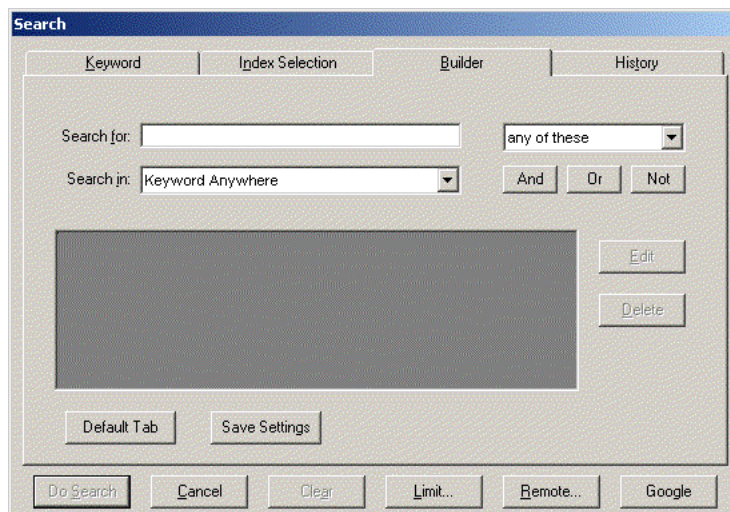 Search
Keyword Index Selection Builder History
Search for: any of these
Search in: Keyword Anywhere And Or Not
Edit
Delete
Default Tab Save Settings
Do Search Cancel Clear Limit... Remote... Google